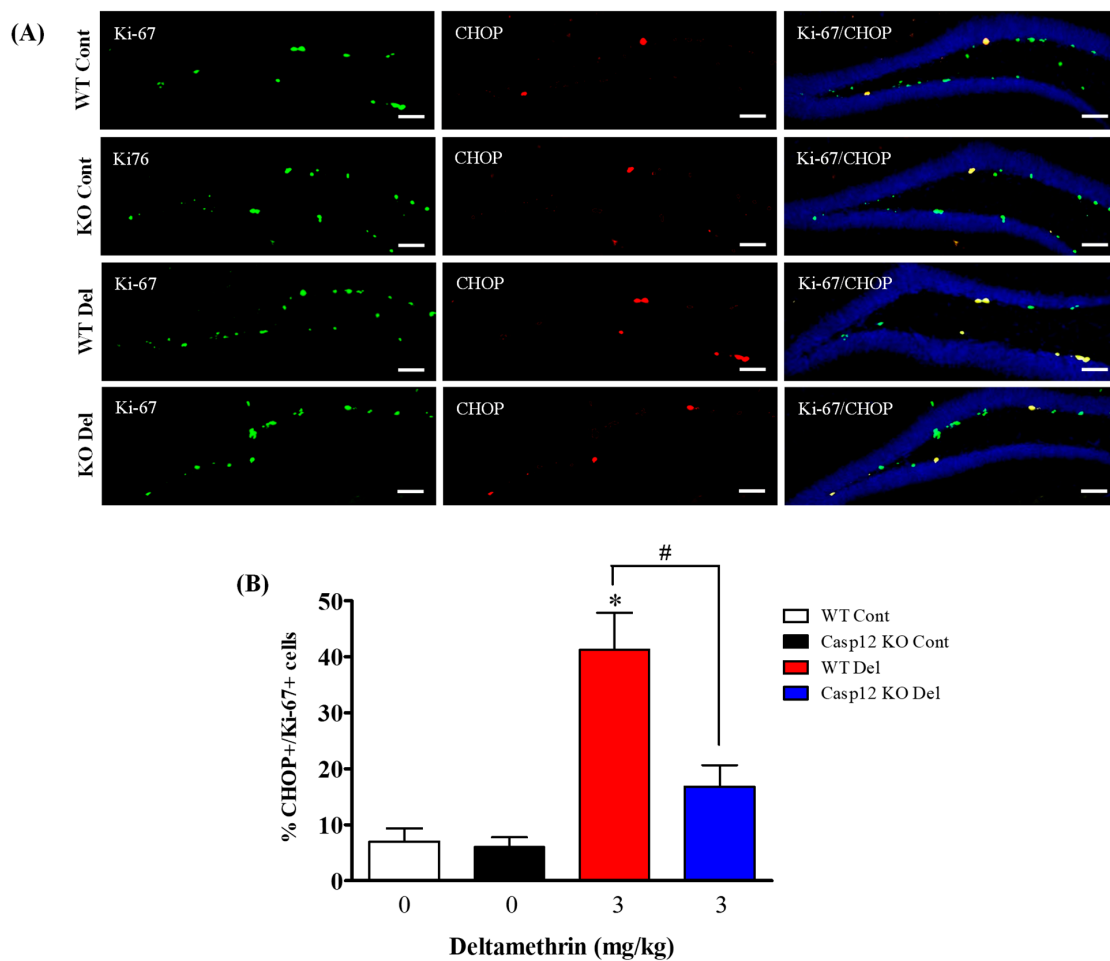 (A)
WT Cont
Ki-67
CHOP
Ki-67/CHOP
KO Cont
Ki76
CHOP
Ki-67/CHOP
WT Del
Ki-67
Ki-67/CHOP
KO Del
Ki-67
CHOP
Ki-67/CHOP
(B)
#
*
% CHOP+/Ki-67+ cells
50
40
30
20
10
0
0 0 3 3
Deltamethrin (mg/kg)
WT Cont
Casp12 KO Cont
WT Del
Casp12 KO Del